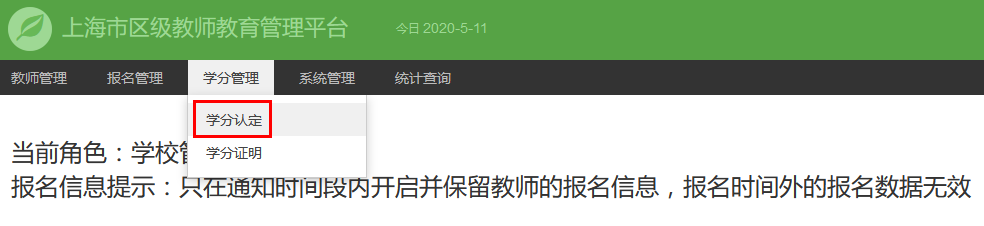 上海市区级教师教育管理平台 今日 2020-5-11
教师管理 报名管理 学分管理 系统管理 统计查询
学分认定
学分证明
当前角色：学校管
报名信息提示：只在通知时间段内开启并保留教师的报名信息，报名时间外的报名数据无效